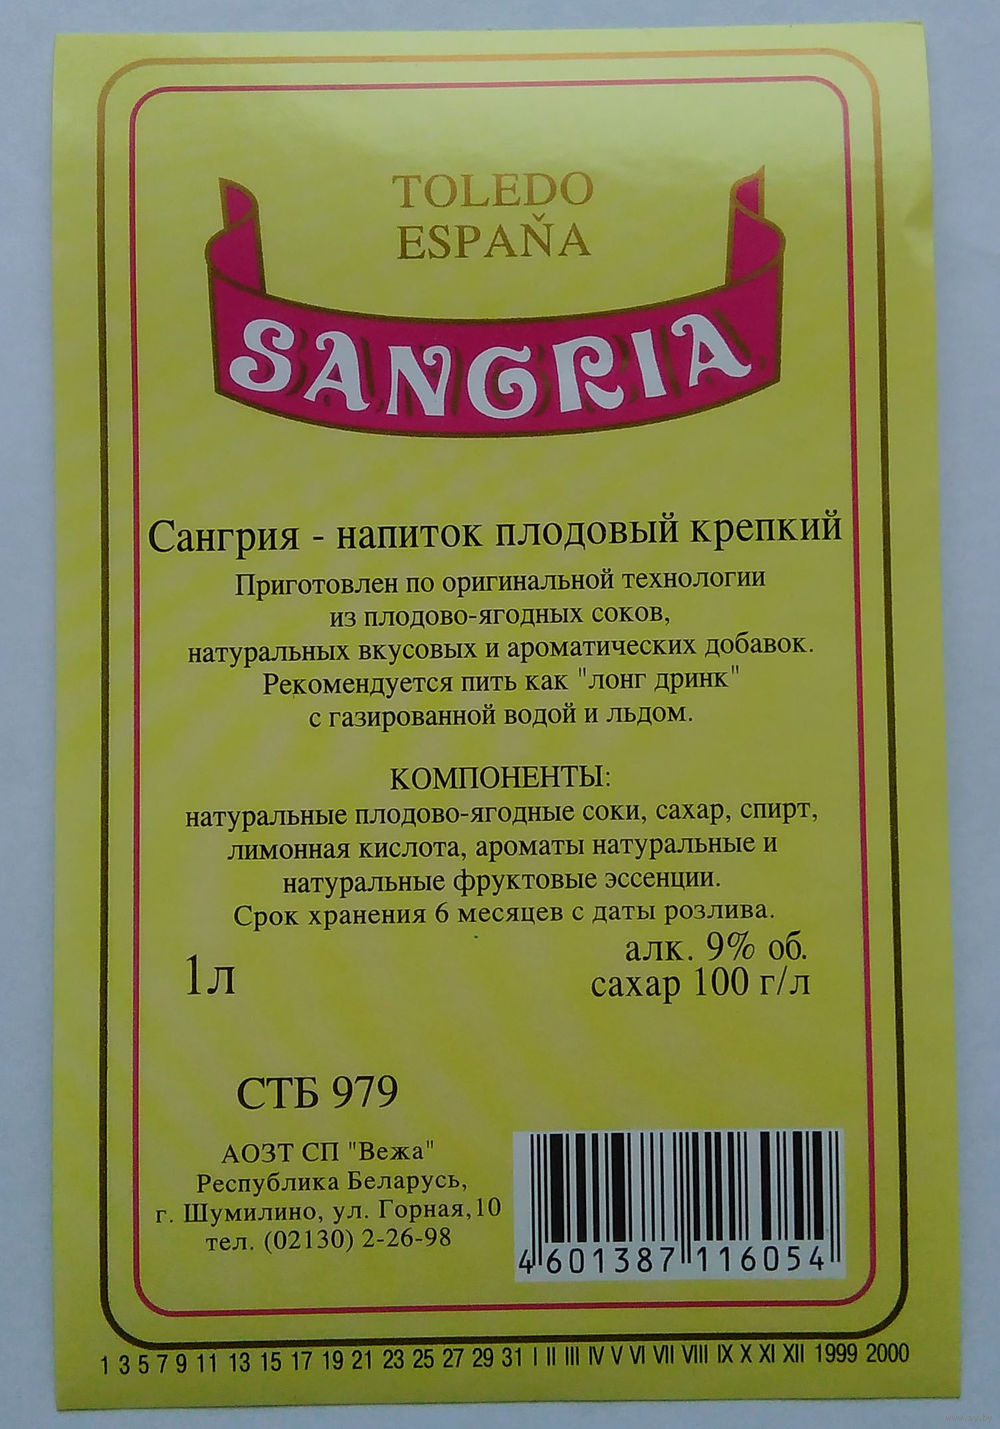 TOLEDO
ESPAŇA
SANGRIA
Сангрия - напиток плодовый крепкий
Приготовлен по оригинальной технологии
из плодово-ягодных соков,
натуральных вкусовых и ароматических добавок.
Рекомендуется пить как "лонг дринк"
с газированной водой и льдом.
КОМПОНЕНТЫ:
натуральные плодово-ягодные соки, сахар, спирт,
лимонная кислота, ароматы натуральные и
натуральные фруктовые эссенции.
Срок хранения 6 месяцев с даты розлива.
алк. 9% об.
1л
сахар 100 г/л
СТБ 979
АОЗТ СП "Вежа"
Республика Беларусь,
г. Шумилино, ул. Горная,10
тел. (02130) 2-26-98
4 601387 116054
1 3 5 7 9 11 13 15 17 19 21 23 25 27 29 31 I II III IV V VI VII VIII IX X XI XII 1999 2000